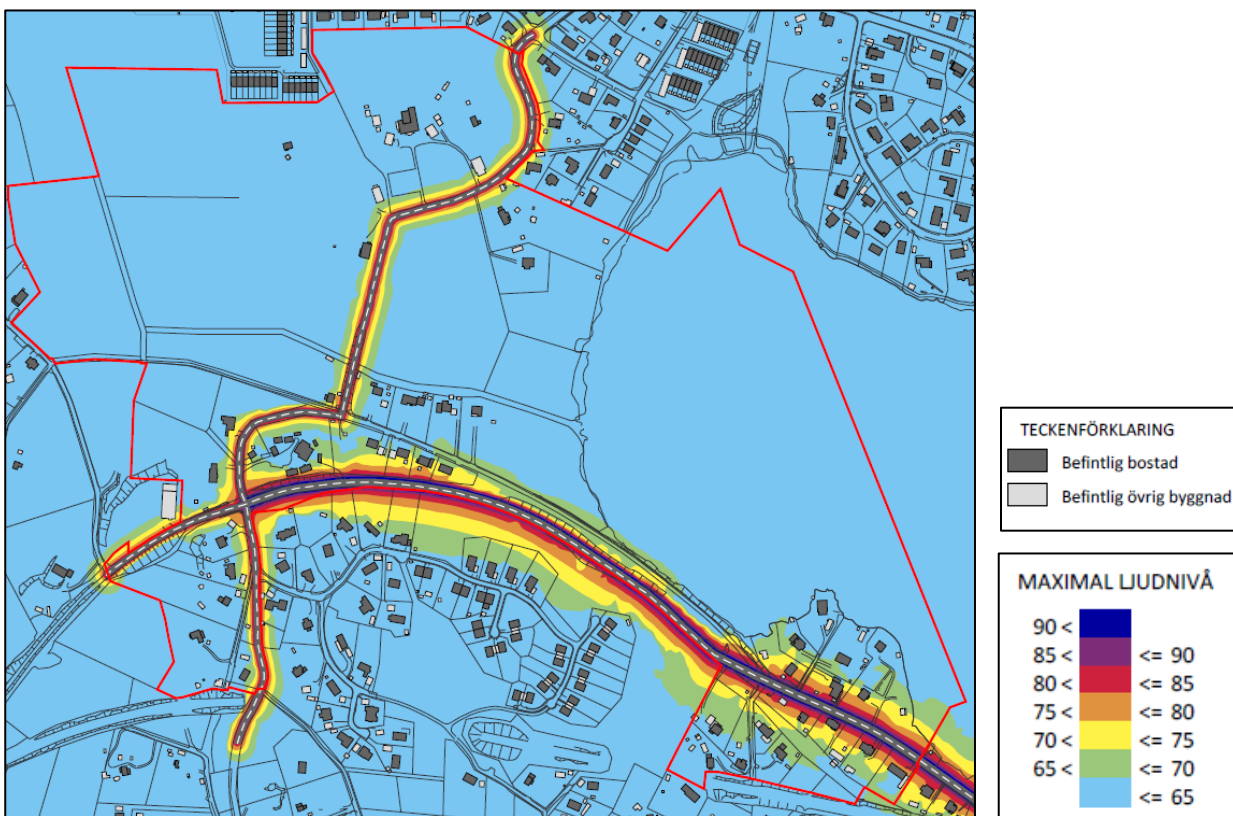 TECKENFÖRKLARING
Befintlig bostad
Befintlig övrig byggnad
MAXIMAL LJUDNIVÅ
90 <
85 < <= 90
80 < <= 85
75 < <= 80
70 < <= 75
65 < <= 70
<= 65